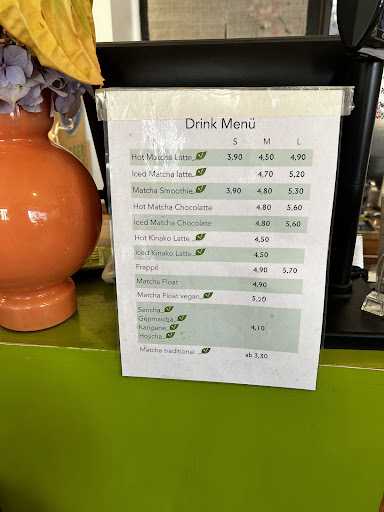 Drink Menü
S M L
Hot Matcha Latte 3,90 4,50 4,90
Iced Matcha latte 4,70 5,20
Matcha Smoothie 3,90 4,80 5,30
Hot Matcha Chocolatte 4,80 5,60
Iced Matcha Chocolate 4,80 5,60
Hot Kinako Latte 4,50
Iced Kinako Latte 4,50
Frappé 4,90 5,70
Matcha Float 4,90
Matcha Float vegan 5,20
Sencha
Genmaicha
Karigane 4,10
Hojicha
Matcha traditional ab 3,30